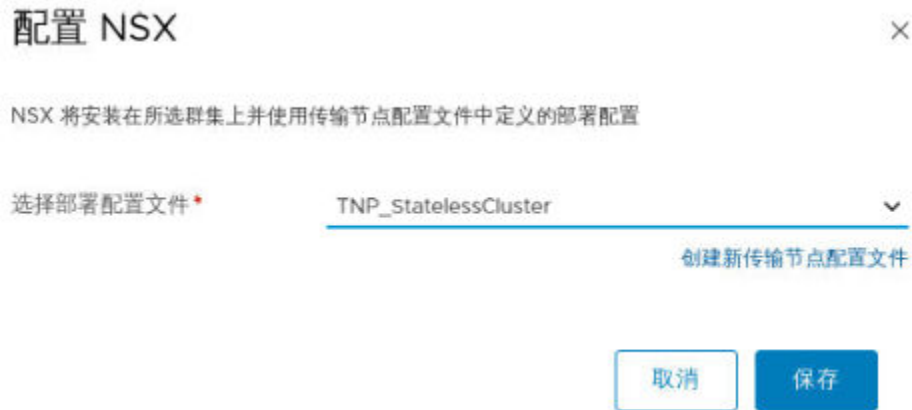 配置 NSX
NSX 将安装在所选群集上并使用传输节点配置文件中定义的部署配置
选择部署配置文件*
TNP_StatelessCluster
创建新传输节点配置文件
取消
保存